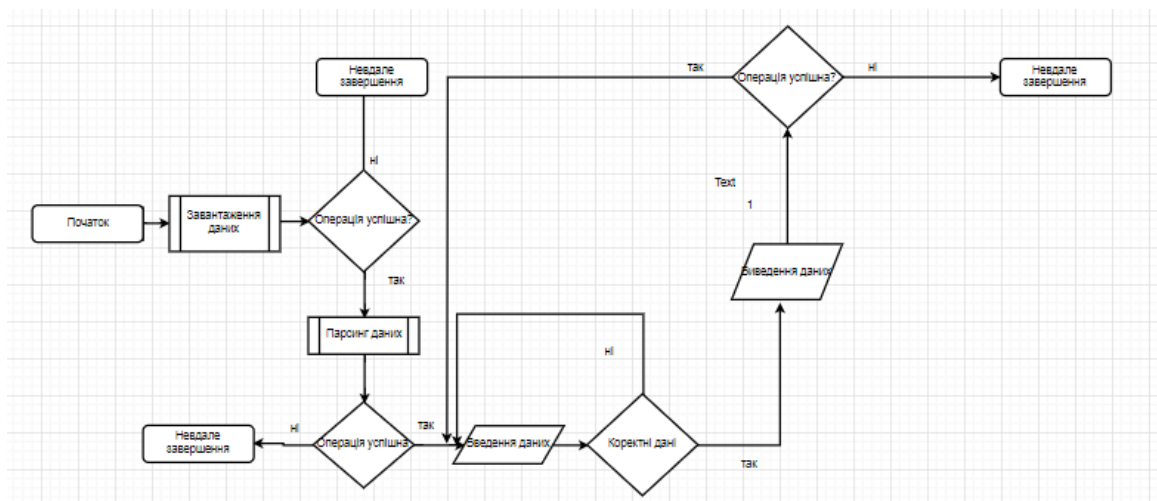 Невдале
завершення
так
Операція успішна?
ні
Невдале
завершення
ні
Text
1
Початок
Завантаження
даних
Операція успішна?
так
Виведення даних
Парсинг даних
ні
Невдале
завершення
ні
Операція успішна
так
Введення даних
Коректні дані
так